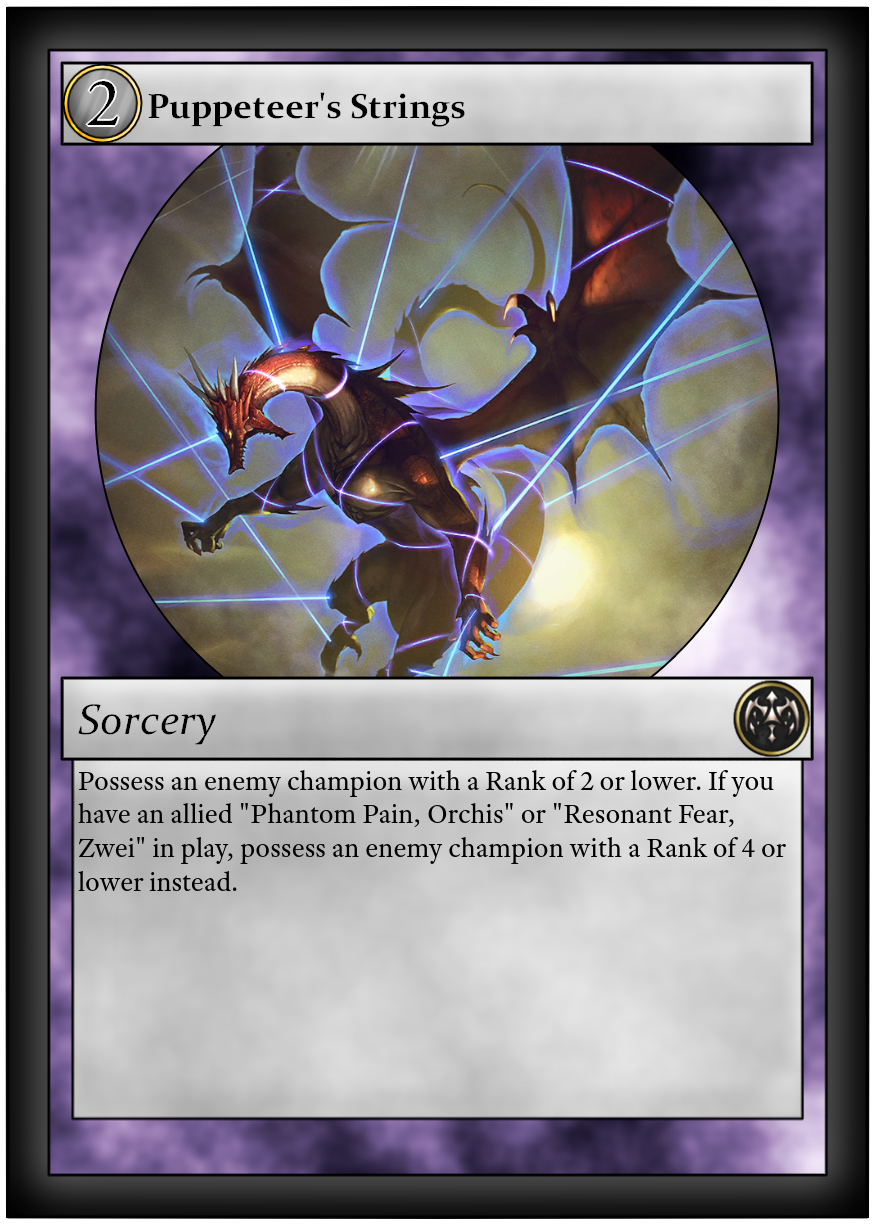 2 Puppeteer's Strings
Sorcery
Possess an enemy champion with a Rank of 2 or lower. If you
have an allied "Phantom Pain, Orchis" or "Resonant Fear,
Zwei" in play, possess an enemy champion with a Rank of 4 or
lower instead.